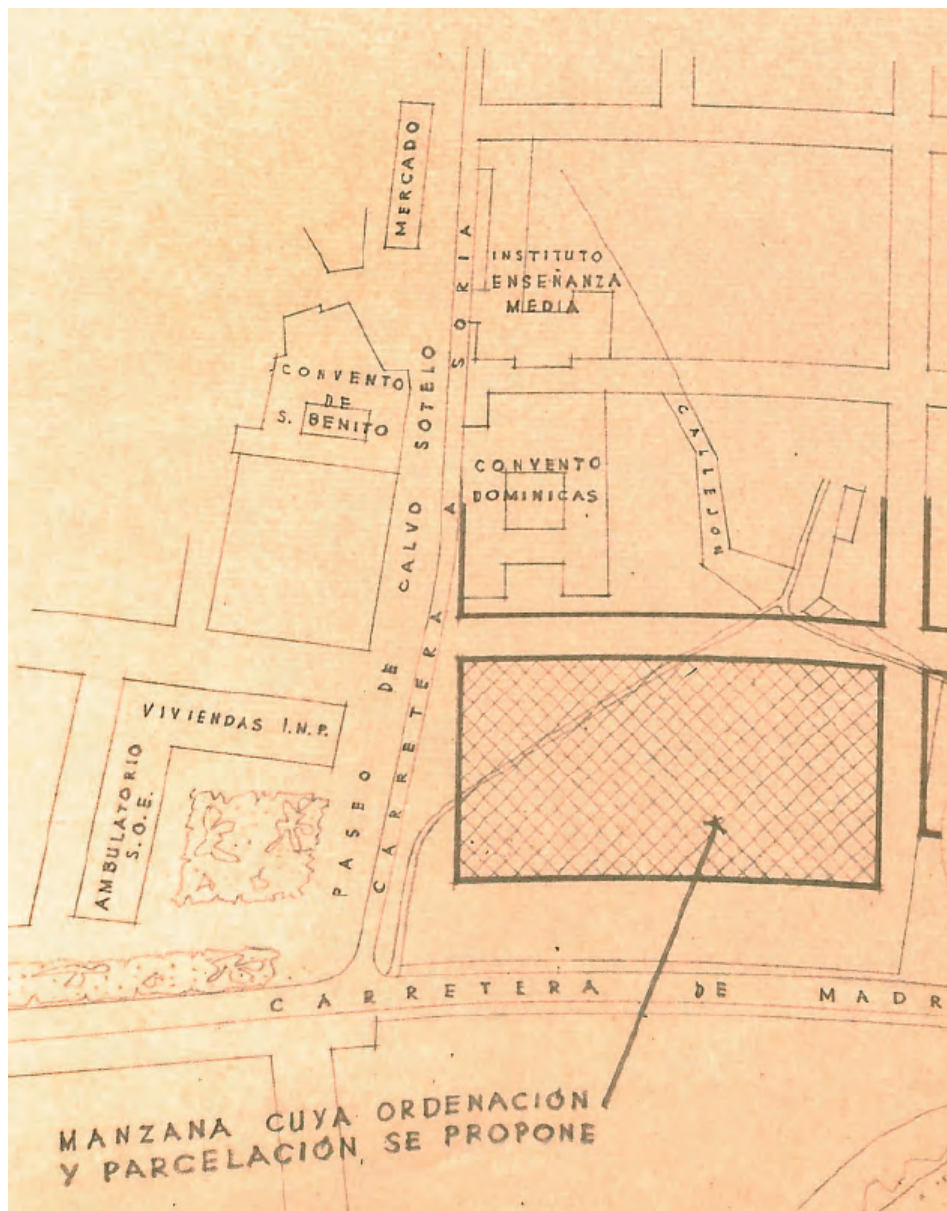 MERCADO
INSTITUTO
ENSEÑANZA
MEDIA
CONVENTO
DE
S. BENITO
CONVENTO
DOMINICAS
CALLEJON
PASEO DE CALVO SOTELO
CARRETERA A SORIA
VIVIENDAS I.N.P.
AMBULATORIO
S.O.E.
CARRETERA DE MADR
MANZANA CUYA ORDENACIÓN
Y PARCELACIÓN SE PROPONE